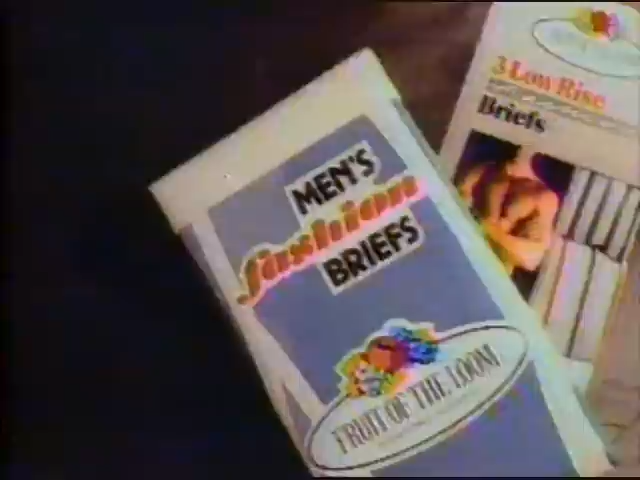 MEN'S
fashion
BRIEFS
FRUIT OF THE LOOM
3 Low Rise
Briefs